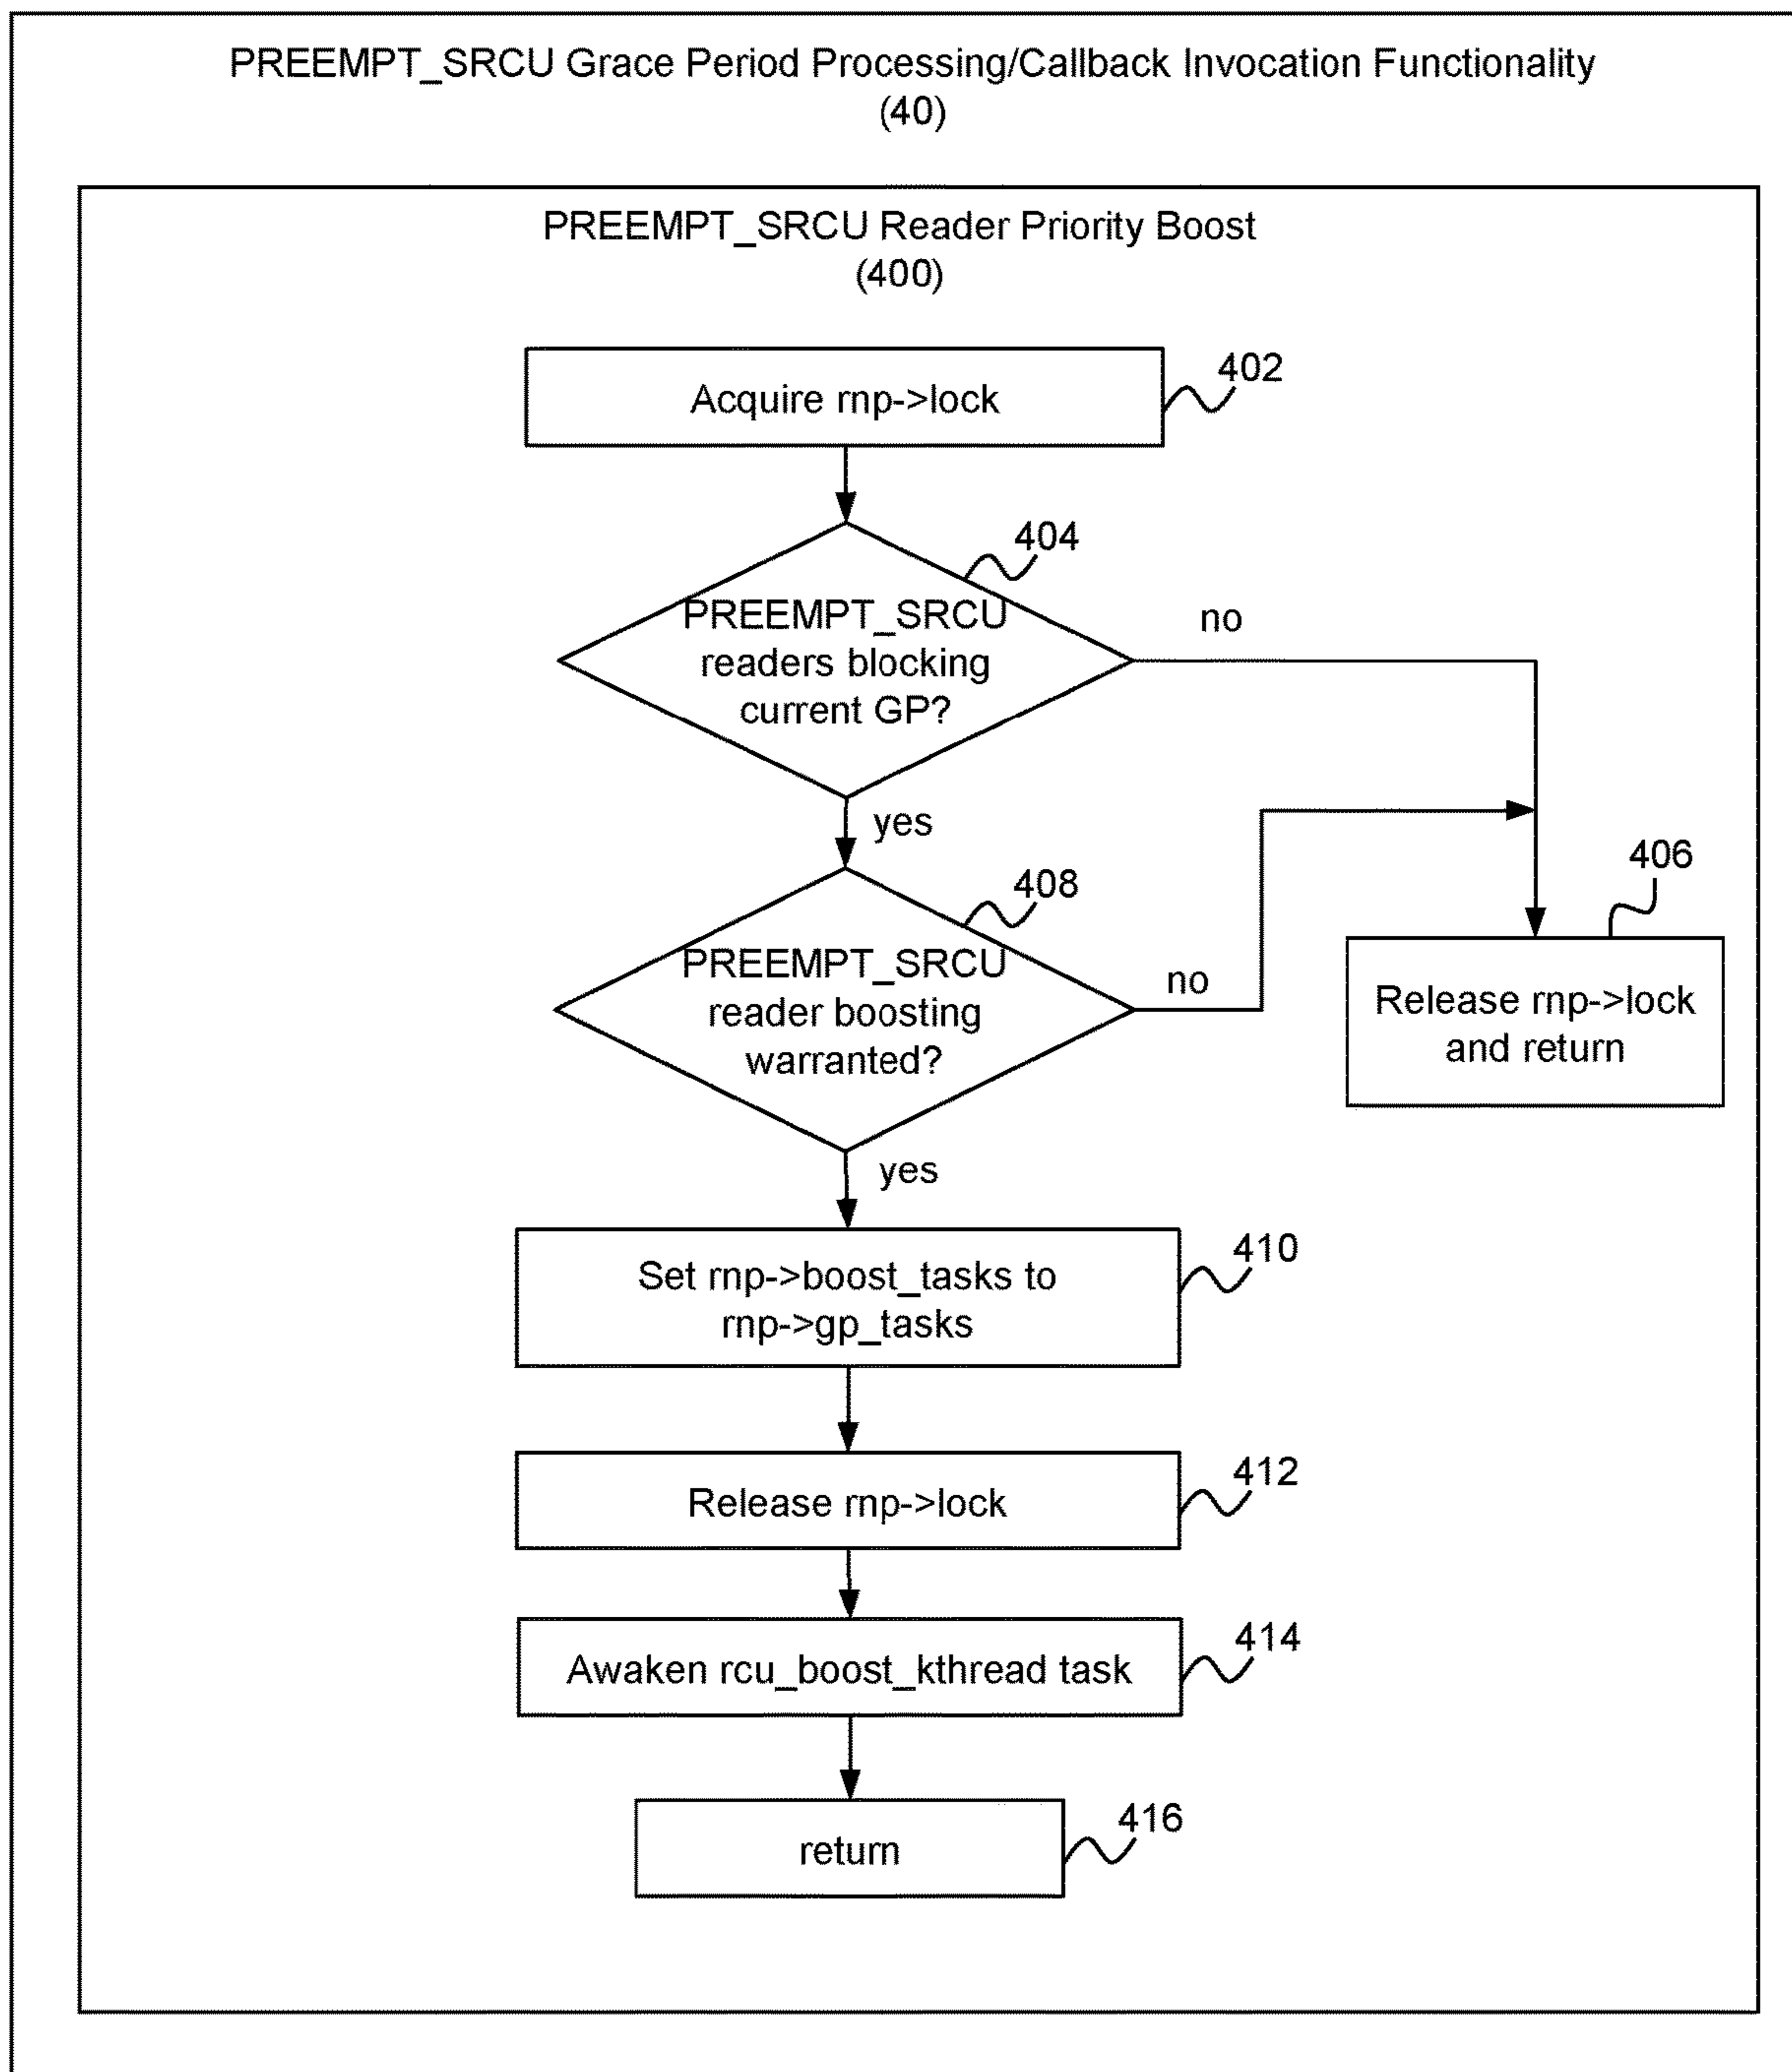 PREEMPT_SRCU Grace Period Processing/Callback Invocation Functionality
(40)
PREEMPT_SRCU Reader Priority Boost
(400)
Acquire rnp->lock
402
404
PREEMPT_SRCU
readers blocking
current GP?
no
yes
408
PREEMPT_SRCU
reader boosting
warranted?
no
406
Release rnp->lock
and return
yes
Set rnp->boost_tasks to
rnp->gp_tasks
410
Release rnp->lock
412
Awaken rcu_boost_kthread task
414
return
416